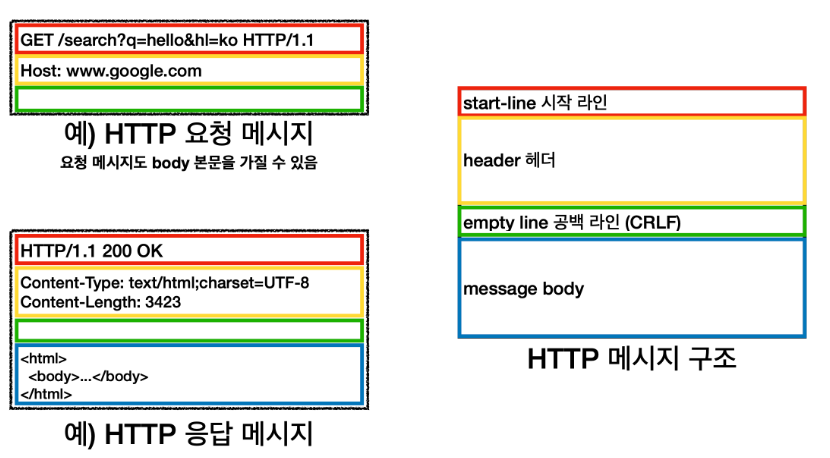 GET /search?q=hello&hl=ko HTTP/1.1
Host: www.google.com
예) HTTP 요청 메시지
요청 메시지도 body 본문을 가질 수 있음
HTTP/1.1 200 OK
Content-Type: text/html;charset=UTF-8
Content-Length: 3423
<html>
<body>...</body>
</html>
예) HTTP 응답 메시지
start-line 시작 라인
header 헤더
empty line 공백 라인 (CRLF)
message body
HTTP 메시지 구조